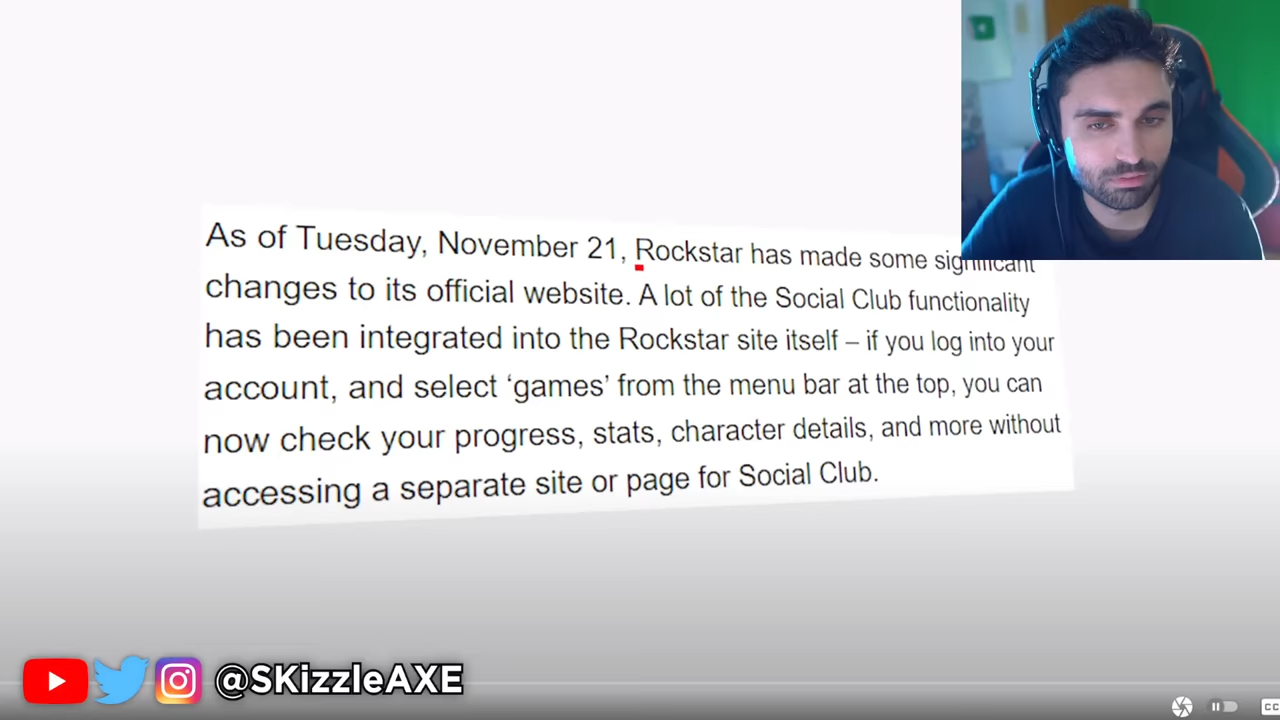 As of Tuesday, November 21, Rockstar has made some significant
changes to its official website. A lot of the Social Club functionality
has been integrated into the Rockstar site itself – if you log into your
account, and select ‘games’ from the menu bar at the top, you can
now check your progress, stats, character details, and more without
accessing a separate site or page for Social Club.
@SKizzleAXE
CC